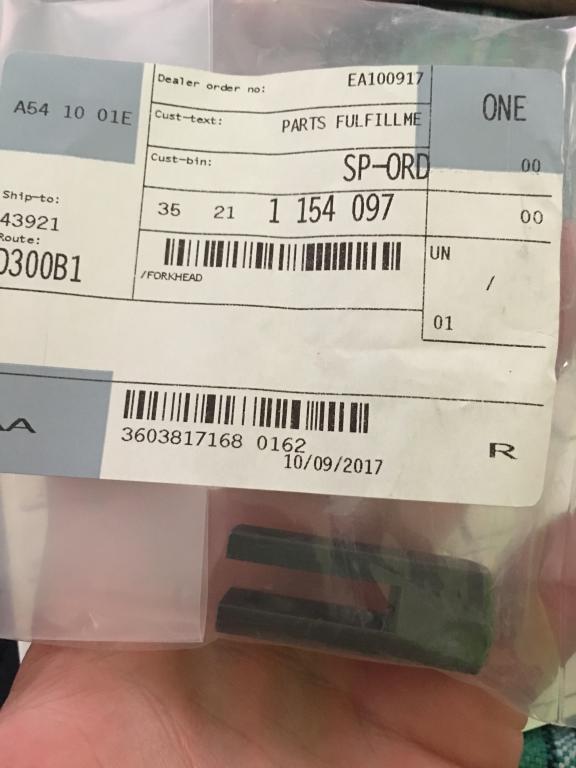 A54 10 01E
Dealer order no: EA100917
ONE
Cust-text: PARTS FULFILLME
Cust-bin: SP-ORD
00
Ship-to:
43921
35 21 1 154 097
00
Route:
D300B1
/FORKHEAD
UN
/
01
3603817168 0162
10/09/2017
R